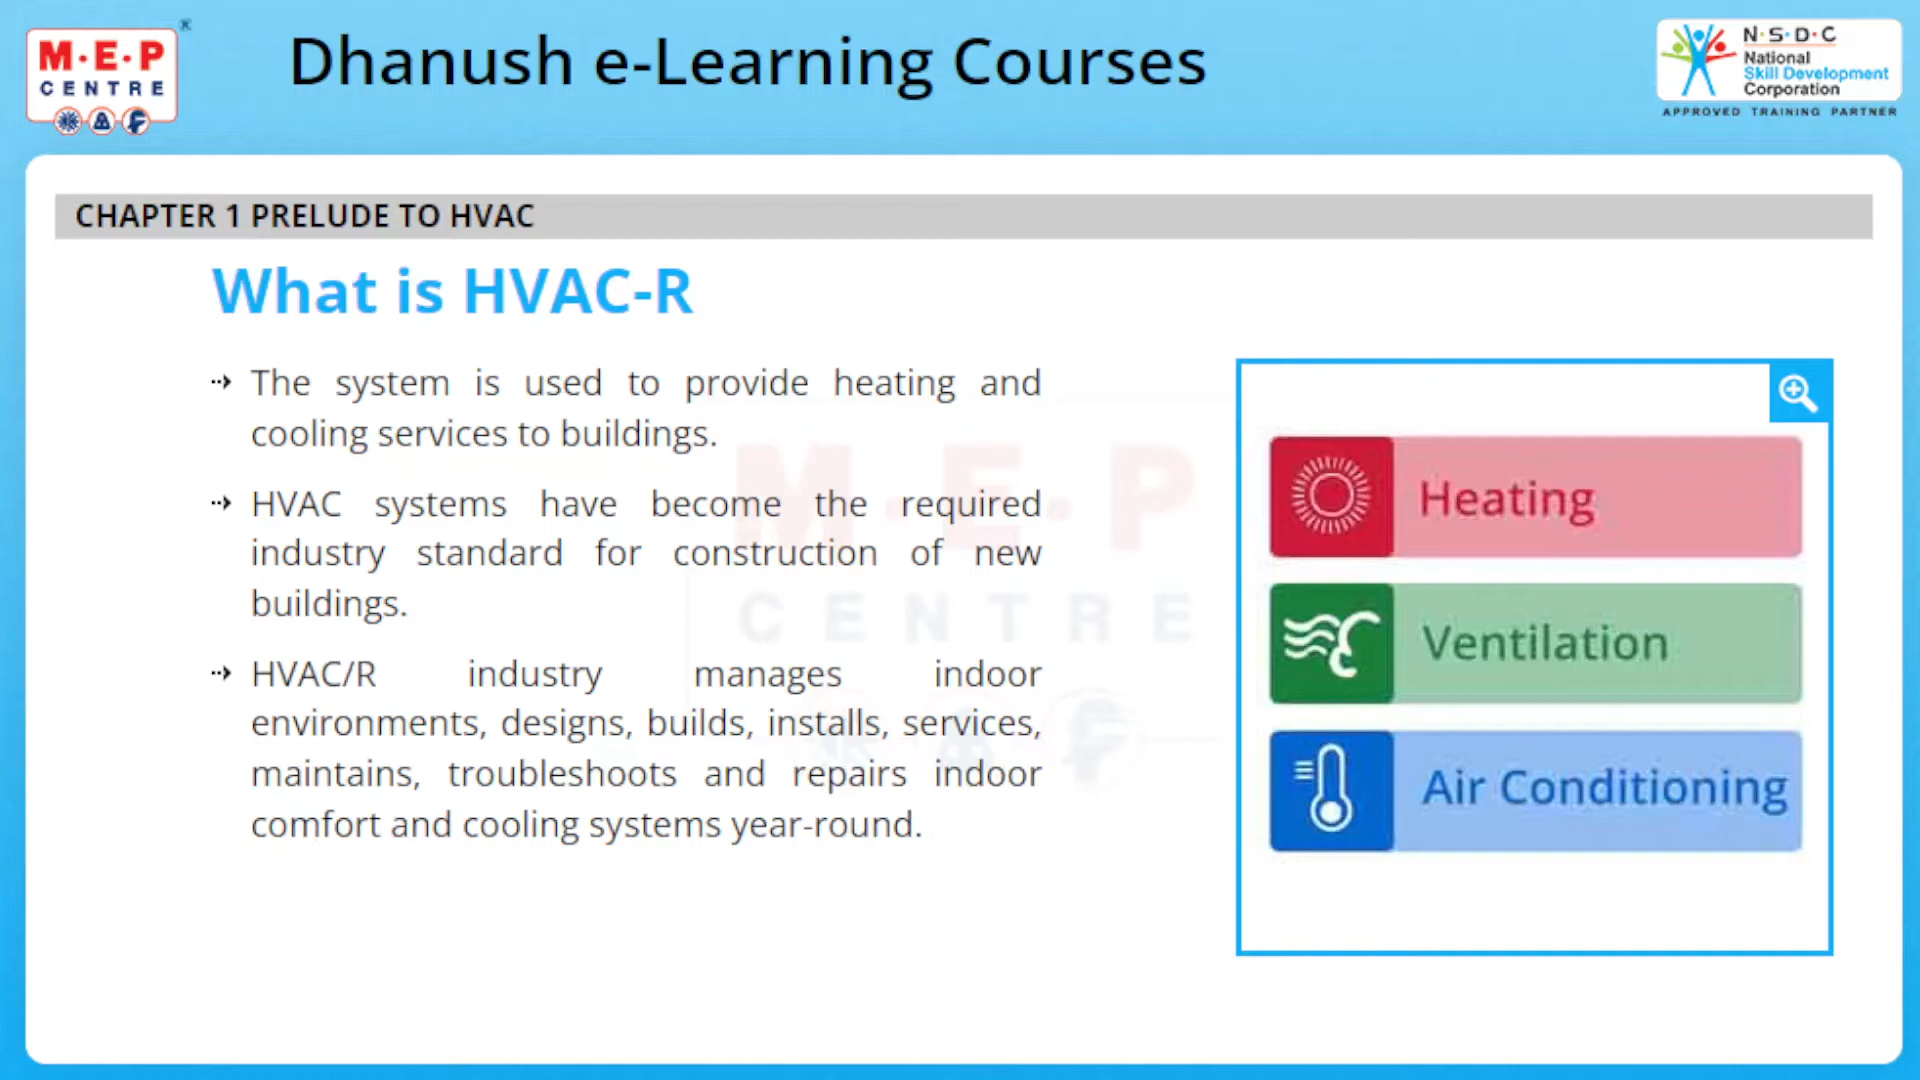 M·E·P
CENTRE
Dhanush e-Learning Courses
N·S·D·C
National
Skill Development
Corporation
APPROVED TRAINING PARTNER
CHAPTER 1 PRELUDE TO HVAC
What is HVAC-R
The system is used to provide heating and
cooling services to buildings.
HVAC systems have become the required
industry standard for construction of new
buildings.
HVAC/R industry manages indoor
environments, designs, builds, installs, services,
maintains, troubleshoots and repairs indoor
comfort and cooling systems year-round.
M·E·P
CENTRE
Heating
Ventilation
Air Conditioning